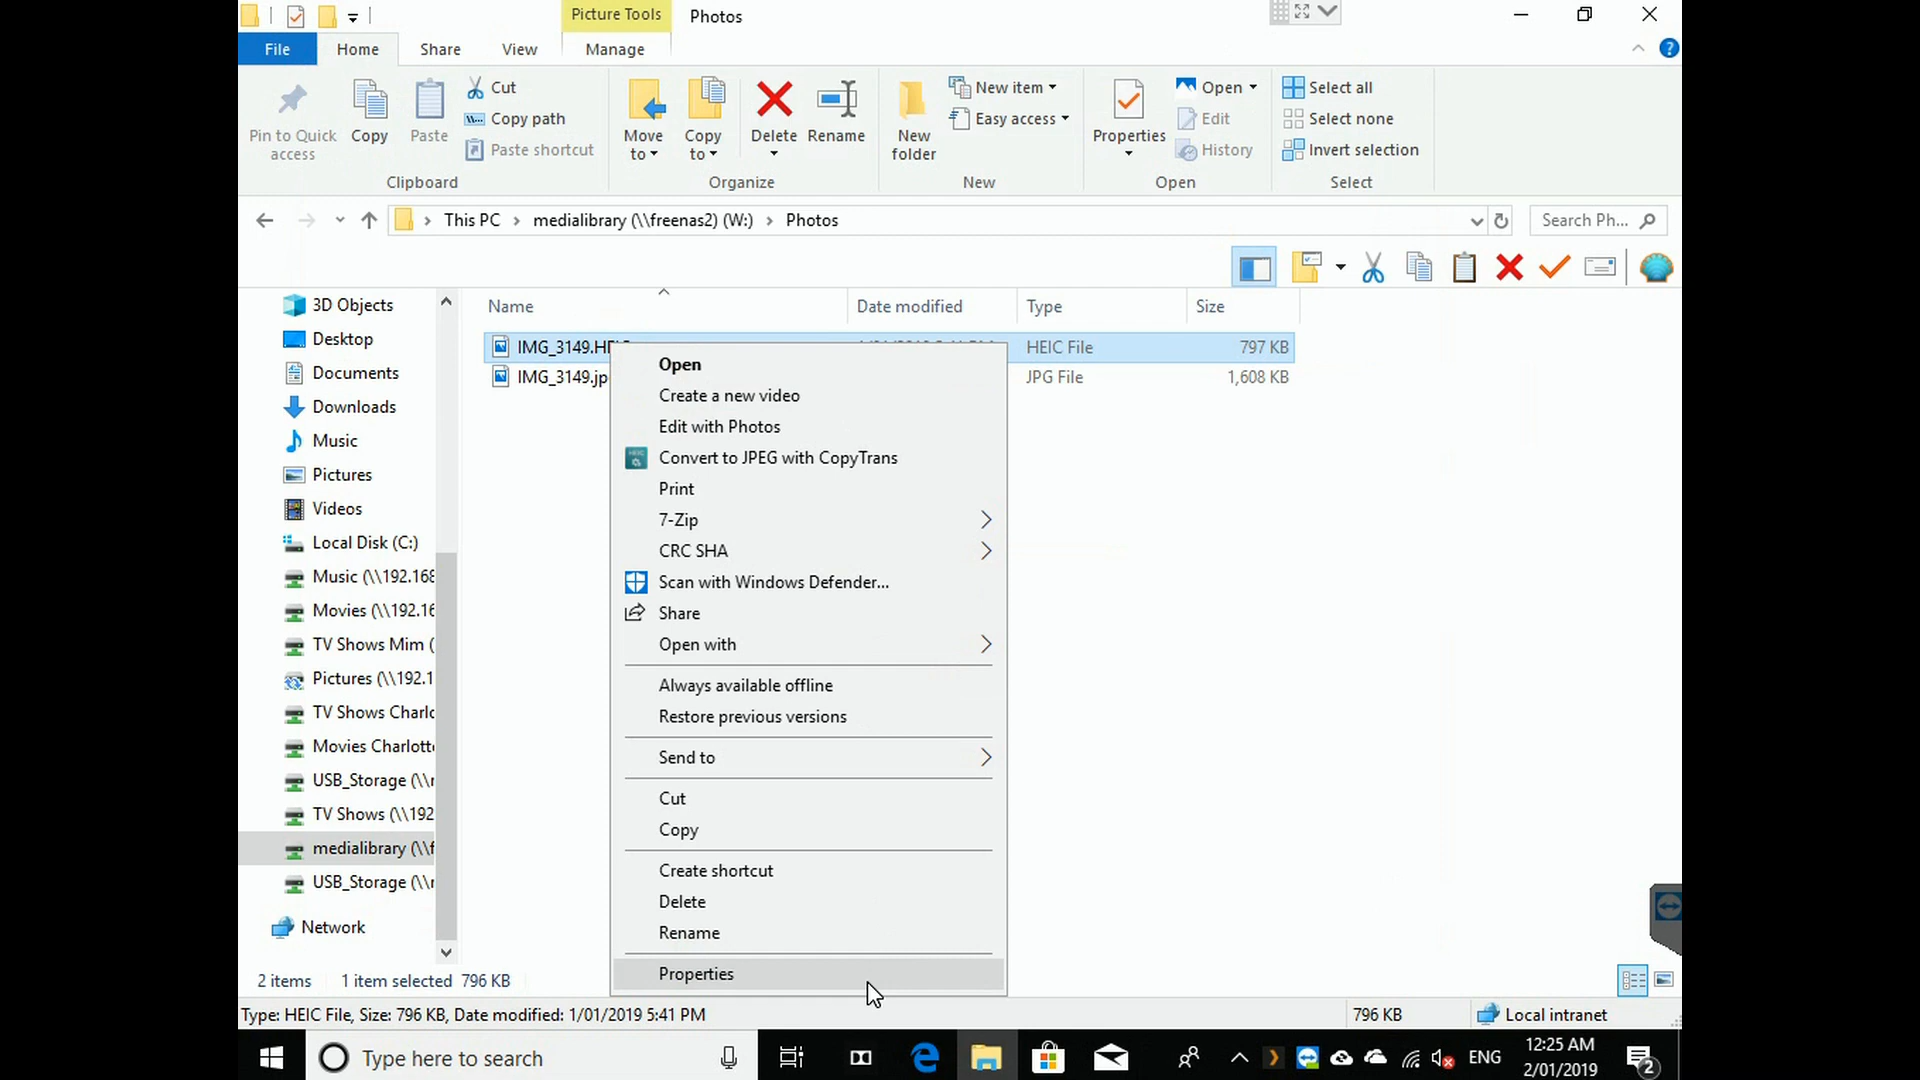 Picture Tools
Photos
File
Home
Share
View
Manage
Pin to Quick access
Copy
Paste
Cut
Copy path
Paste shortcut
Clipboard
Move to
Copy to
Delete
Rename
Organize
New folder
New item
Easy access
New
Properties
Open
Edit
History
Open
Select all
Select none
Invert selection
Select
This PC
medialibrary (\\freenas2) (W:)
Photos
Search Ph...
3D Objects
Desktop
Documents
Downloads
Music
Pictures
Videos
Local Disk (C:)
Music (\\192.168
Movies (\\192.16
TV Shows Mim (
Pictures (\\192.1
TV Shows Charlo
Movies Charlotte
USB_Storage (\\
TV Shows (\\192
medialibrary (\\f
USB_Storage (\\
Network
Name
Date modified
Type
Size
IMG_3149.HEIC
HEIC File
797 KB
IMG_3149.jp
JPG File
1,608 KB
Open
Create a new video
Edit with Photos
Convert to JPEG with CopyTrans
Print
7-Zip
CRC SHA
Scan with Windows Defender...
Share
Open with
Always available offline
Restore previous versions
Send to
Cut
Copy
Create shortcut
Delete
Rename
Properties
2 items
1 item selected 796 KB
Type: HEIC File, Size: 796 KB, Date modified: 1/01/2019 5:41 PM
796 KB
Local intranet
Type here to search
ENG
12:25 AM
2/01/2019
2